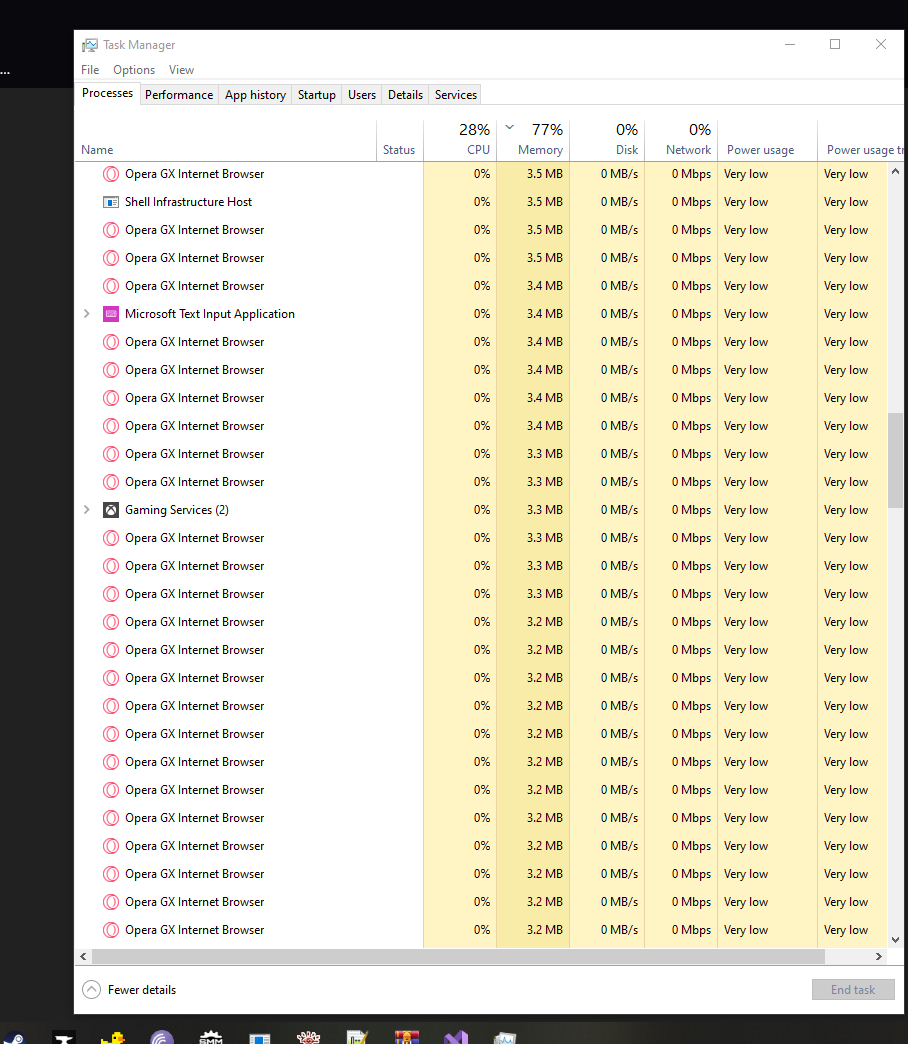 Task Manager
...
File Options View
Processes Performance App history Startup Users Details Services
28% 77% 0% 0%
Name Status CPU Memory Disk Network Power usage Power usage tr
Opera GX Internet Browser 0% 3.5 MB 0 MB/s 0 Mbps Very low Very low
Shell Infrastructure Host 0% 3.5 MB 0 MB/s 0 Mbps Very low Very low
Opera GX Internet Browser 0% 3.5 MB 0 MB/s 0 Mbps Very low Very low
Opera GX Internet Browser 0% 3.5 MB 0 MB/s 0 Mbps Very low Very low
Opera GX Internet Browser 0% 3.4 MB 0 MB/s 0 Mbps Very low Very low
Microsoft Text Input Application 0% 3.4 MB 0 MB/s 0 Mbps Very low Very low
Opera GX Internet Browser 0% 3.4 MB 0 MB/s 0 Mbps Very low Very low
Opera GX Internet Browser 0% 3.4 MB 0 MB/s 0 Mbps Very low Very low
Opera GX Internet Browser 0% 3.4 MB 0 MB/s 0 Mbps Very low Very low
Opera GX Internet Browser 0% 3.4 MB 0 MB/s 0 Mbps Very low Very low
Opera GX Internet Browser 0% 3.3 MB 0 MB/s 0 Mbps Very low Very low
Opera GX Internet Browser 0% 3.3 MB 0 MB/s 0 Mbps Very low Very low
Gaming Services (2) 0% 3.3 MB 0 MB/s 0 Mbps Very low Very low
Opera GX Internet Browser 0% 3.3 MB 0 MB/s 0 Mbps Very low Very low
Opera GX Internet Browser 0% 3.3 MB 0 MB/s 0 Mbps Very low Very low
Opera GX Internet Browser 0% 3.3 MB 0 MB/s 0 Mbps Very low Very low
Opera GX Internet Browser 0% 3.2 MB 0 MB/s 0 Mbps Very low Very low
Opera GX Internet Browser 0% 3.2 MB 0 MB/s 0 Mbps Very low Very low
Opera GX Internet Browser 0% 3.2 MB 0 MB/s 0 Mbps Very low Very low
Opera GX Internet Browser 0% 3.2 MB 0 MB/s 0 Mbps Very low Very low
Opera GX Internet Browser 0% 3.2 MB 0 MB/s 0 Mbps Very low Very low
Opera GX Internet Browser 0% 3.2 MB 0 MB/s 0 Mbps Very low Very low
Opera GX Internet Browser 0% 3.2 MB 0 MB/s 0 Mbps Very low Very low
Opera GX Internet Browser 0% 3.2 MB 0 MB/s 0 Mbps Very low Very low
Opera GX Internet Browser 0% 3.2 MB 0 MB/s 0 Mbps Very low Very low
Opera GX Internet Browser 0% 3.2 MB 0 MB/s 0 Mbps Very low Very low
Opera GX Internet Browser 0% 3.2 MB 0 MB/s 0 Mbps Very low Very low
Opera GX Internet Browser 0% 3.2 MB 0 MB/s 0 Mbps Very low Very low
Fewer details End task
SMM